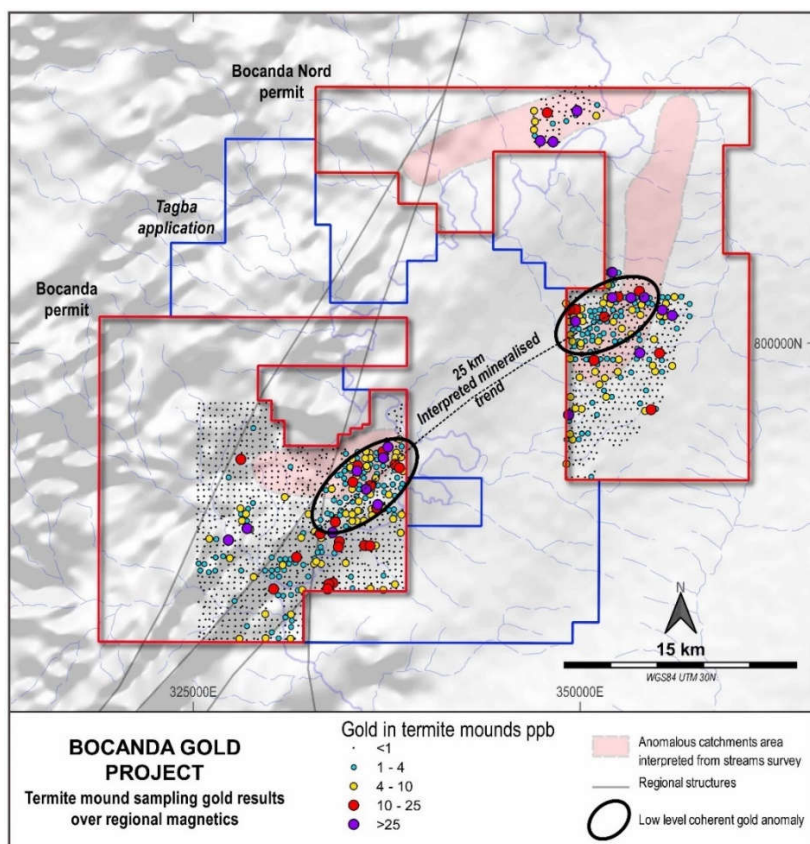 Bocanda Nord
permit
Tagba
application
Bocanda
permit
800000N
25 km
Interpreted mineralised
trend
N
15 km
WGS84 UTM 30N
325000E
350000E
BOCANDA GOLD
PROJECT
Termite mound sampling gold results
over regional magnetics
Gold in termite mounds ppb
<1
1 - 4
4 - 10
10 - 25
>25
Anomalous catchments area
interpreted from streams survey
Regional structures
Low level coherent gold anomaly